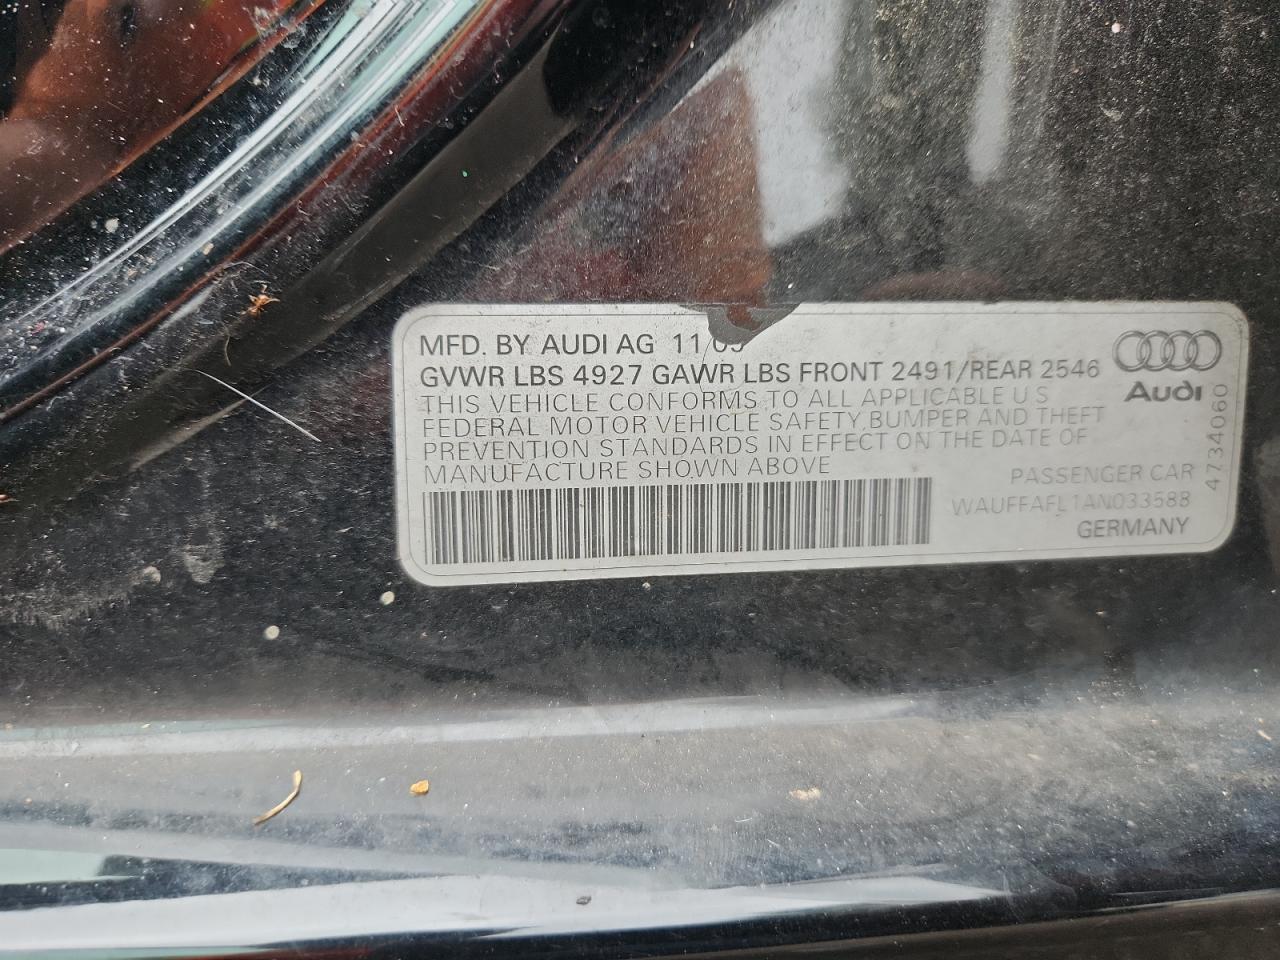 MFD. BY AUDI AG 11
GVWR LBS 4927 GAWR LBS FRONT 2491/REAR 2546
THIS VEHICLE CONFORMS TO ALL APPLICABLE U S
FEDERAL MOTOR VEHICLE SAFETY, BUMPER AND THEFT
PREVENTION STANDARDS IN EFFECT ON THE DATE OF
MANUFACTURE SHOWN ABOVE
Audi
4734060
PASSENGER CAR
WAUFFAFL1AN033588
GERMANY